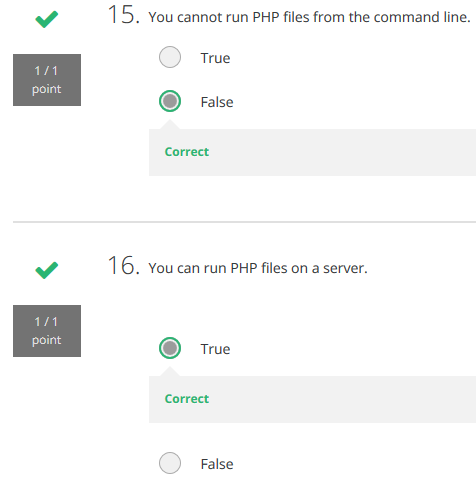 15. You cannot run PHP files from the command line.
1 / 1
point
True
False
Correct
16. You can run PHP files on a server.
1 / 1
point
True
Correct
False